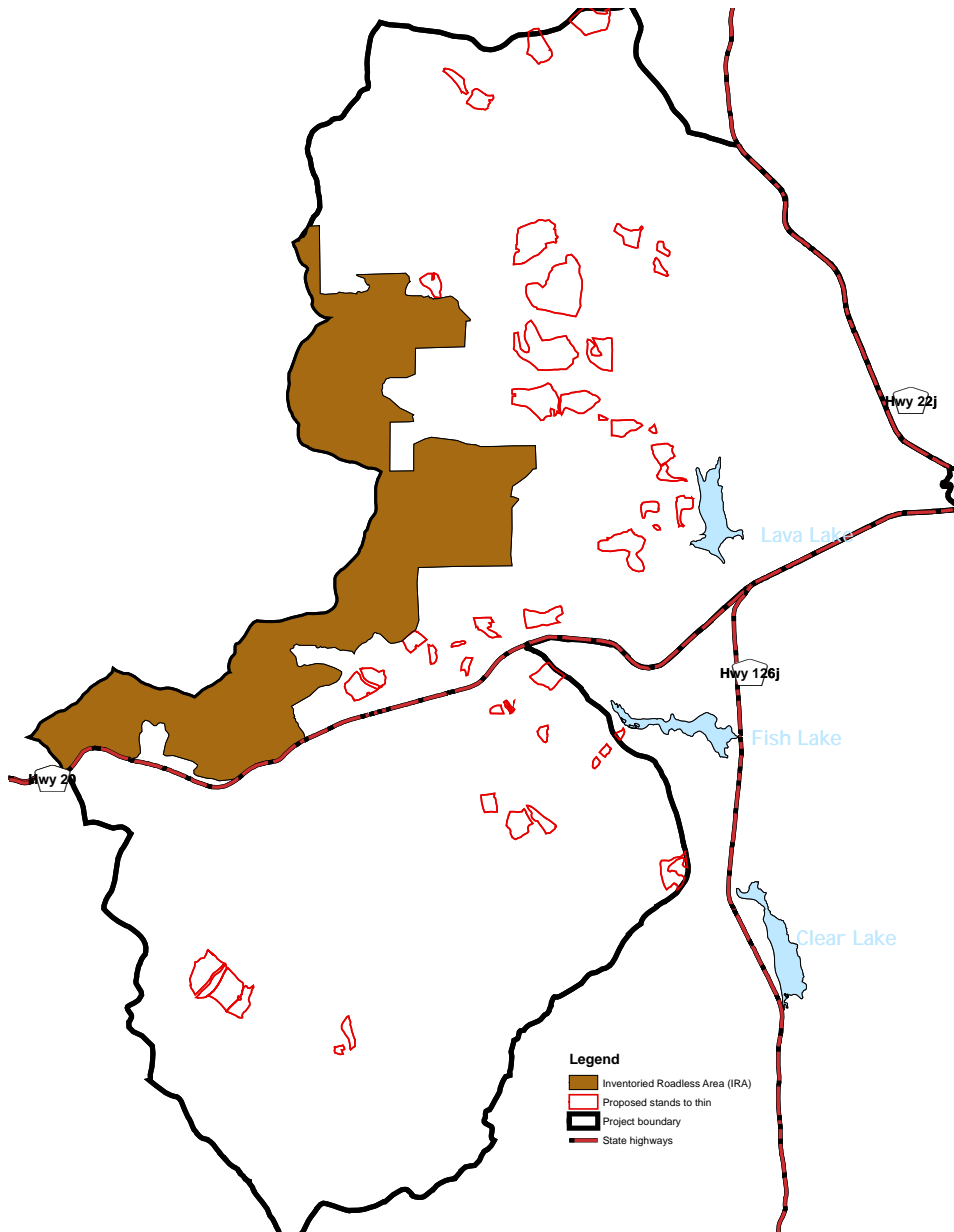 Hwy 22j
Lava Lake
Hwy 126j
Fish Lake
Hwy 20
Clear Lake
Legend
Inventoried Roadless Area (IRA)
Proposed stands to thin
Project boundary
State highways